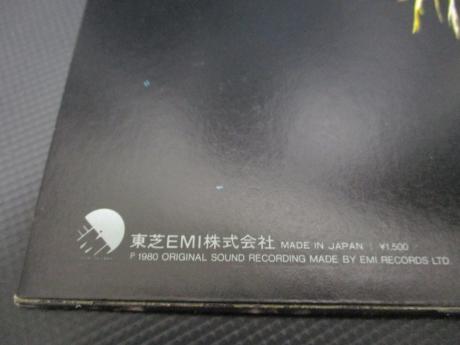 東芝EMI株式会社 MADE IN JAPAN ¥1,500
℗ 1980 ORIGINAL SOUND RECORDING MADE BY EMI RECORDS LTD.